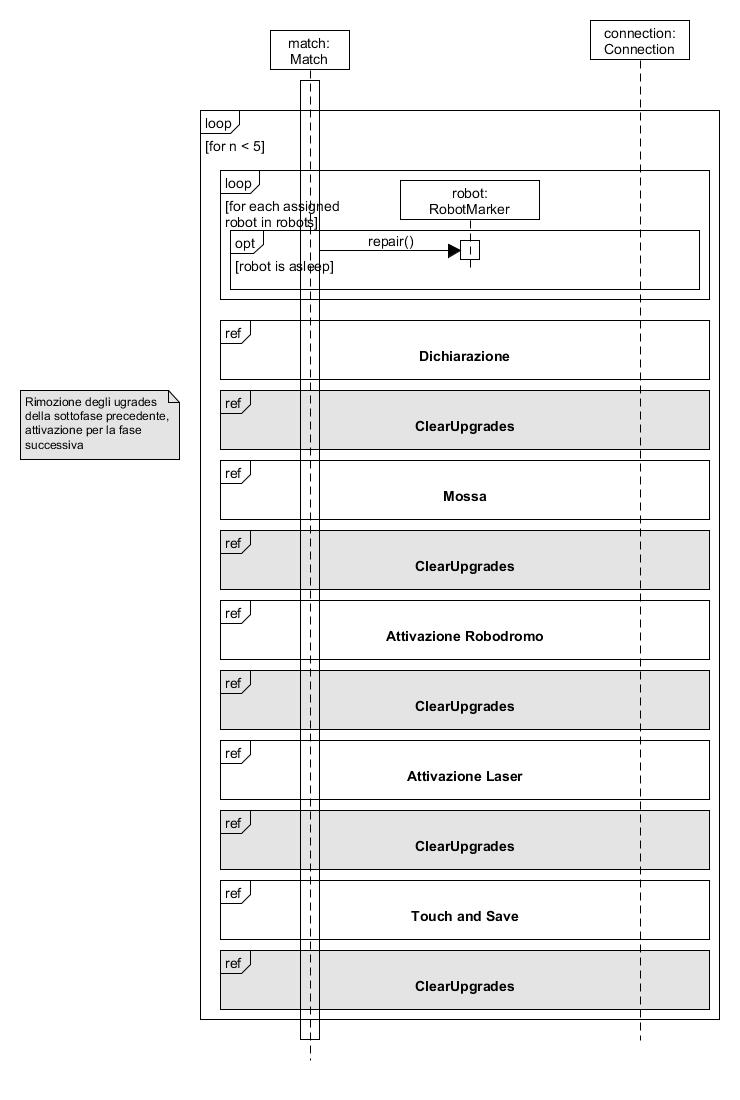 match:
Match
connection:
Connection
loop
[for n < 5]
loop
[for each assigned
robot in robots]
robot:
RobotMarker
opt
[robot is asleep]
repair()
ref
Dichiarazione
Rimozione degli ugrades
della sottofase precedente,
attivazione per la fase
successiva
ref
ClearUpgrades
ref
Mossa
ref
ClearUpgrades
ref
Attivazione Robodromo
ref
ClearUpgrades
ref
Attivazione Laser
ref
ClearUpgrades
ref
Touch and Save
ref
ClearUpgrades